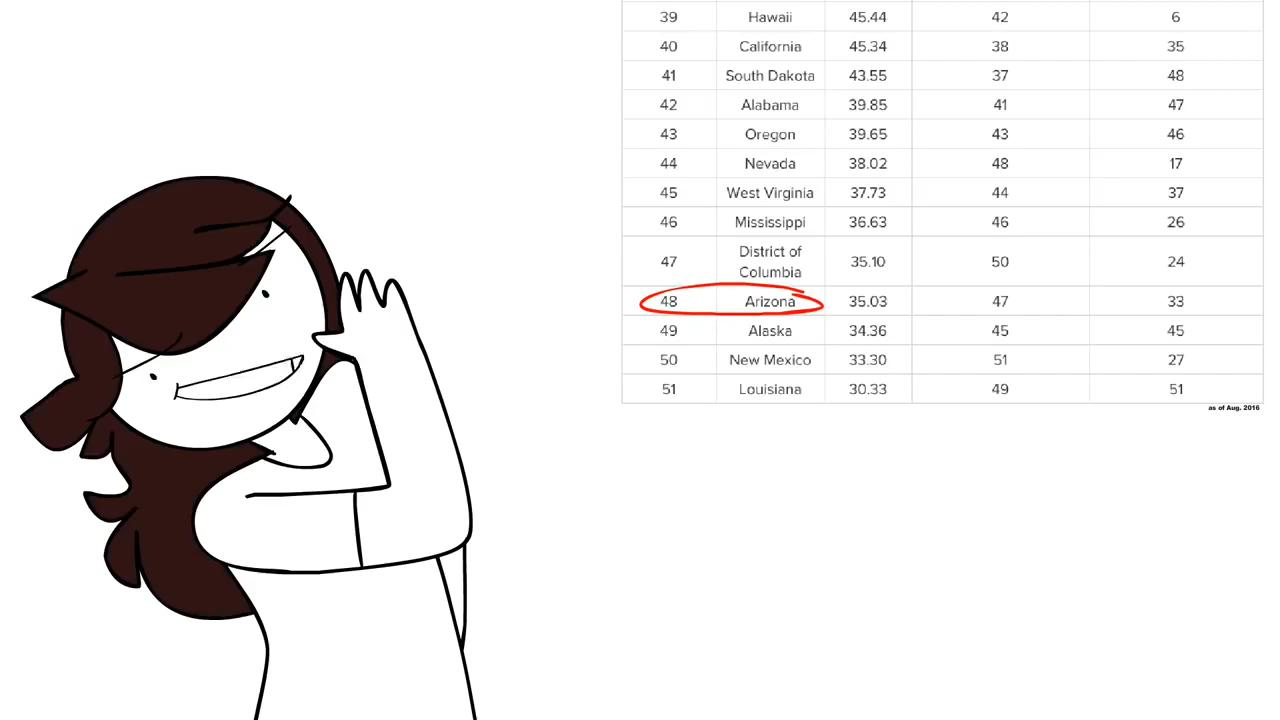 39 Hawaii 45.44 42 6
40 California 45.34 38 35
41 South Dakota 43.55 37 48
42 Alabama 39.85 41 47
43 Oregon 39.65 43 46
44 Nevada 38.02 48 17
45 West Virginia 37.73 44 37
46 Mississippi 36.63 46 26
47 District of Columbia 35.10 50 24
48 Arizona 35.03 47 33
49 Alaska 34.36 45 45
50 New Mexico 33.30 51 27
51 Louisiana 30.33 49 51
as of Aug. 2016